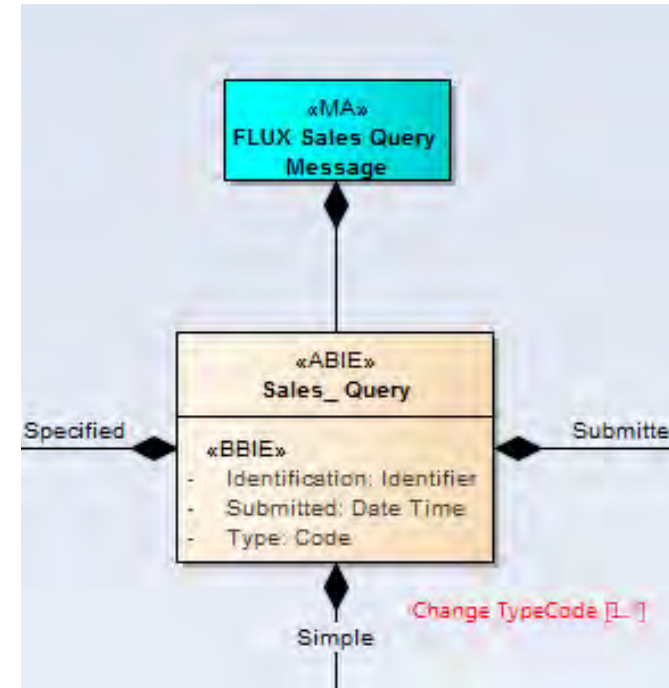 «MA»
FLUX Sales Query
Message
«ABIE»
Sales_ Query
Specified
Submitte
«BBIE»
- Identification: Identifier
- Submitted: Date Time
- Type: Code
Change TypeCode
Simple